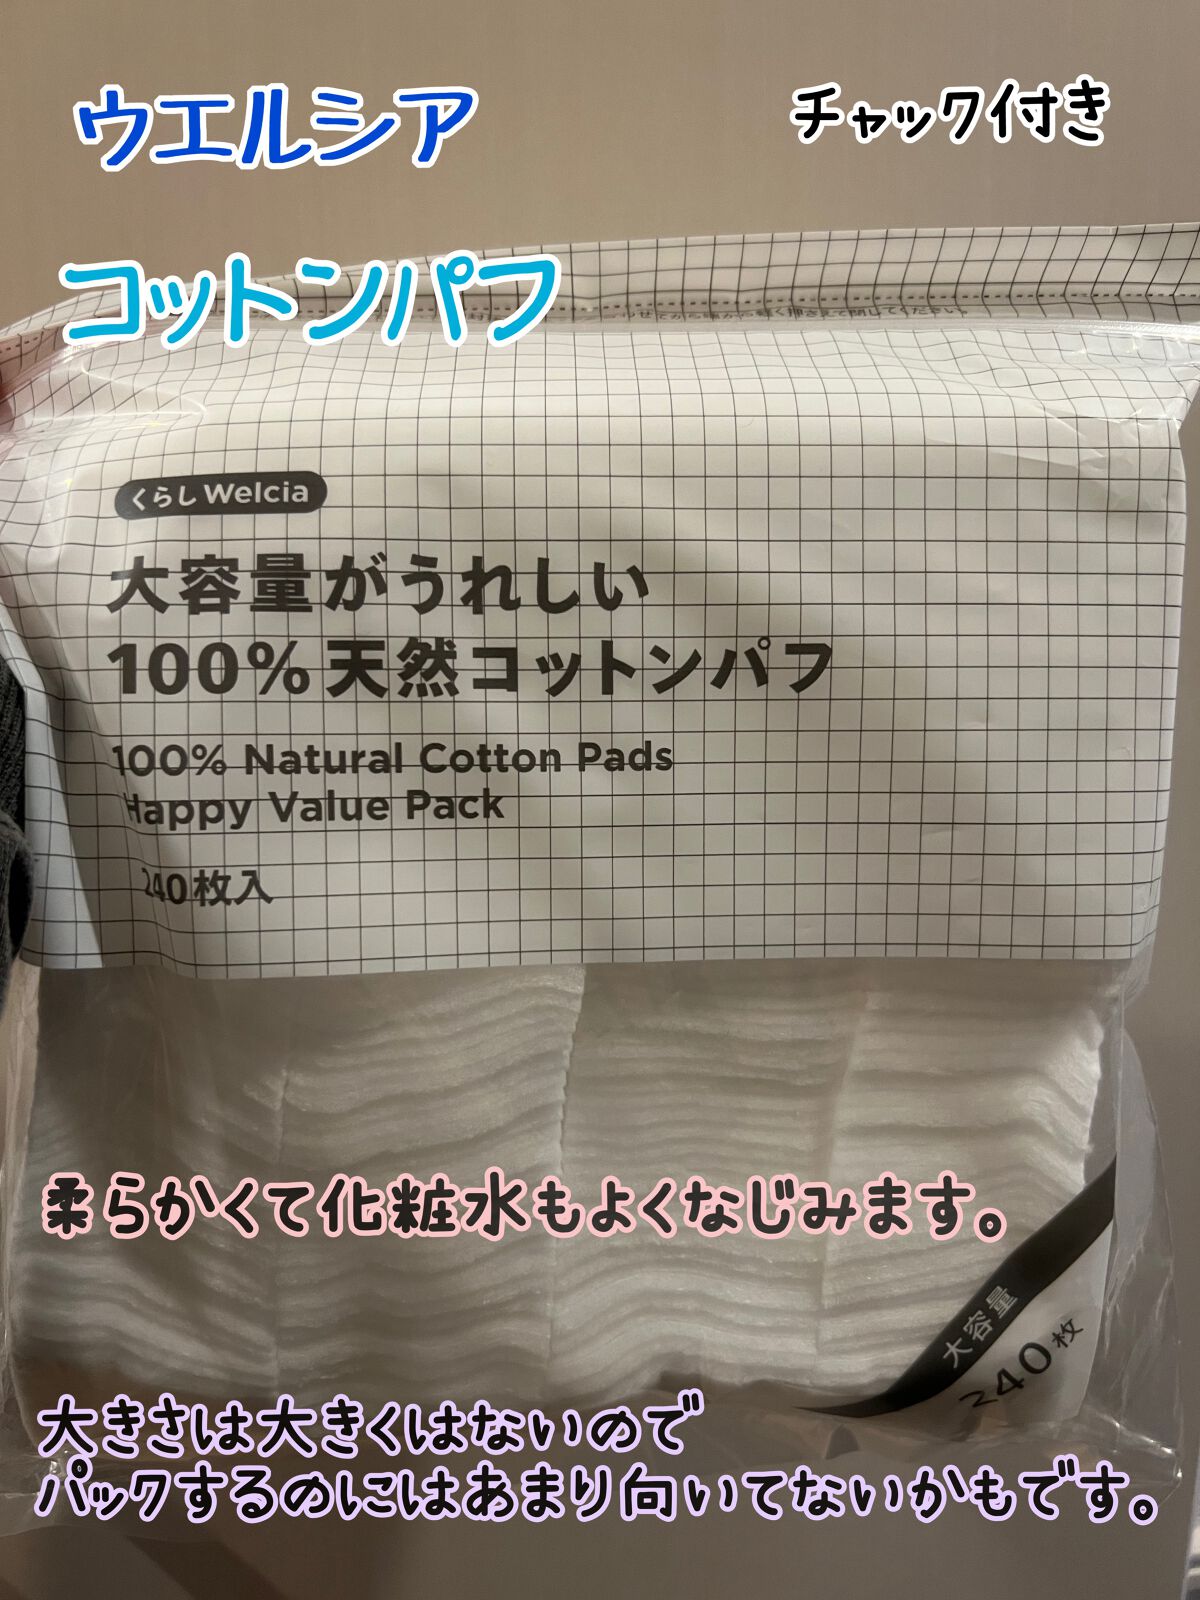 ウエルシア
チャック付き
コットンパフ
くらしWelcia
大容量がうれしい
100%天然コットンパフ
100% Natural Cotton Pads
Happy Value Pack
240枚入
柔らかくて化粧水もよくなじみます。
大容量
240枚
大きさは大きくはないので
パックするのにはあまり向いてないかもです。